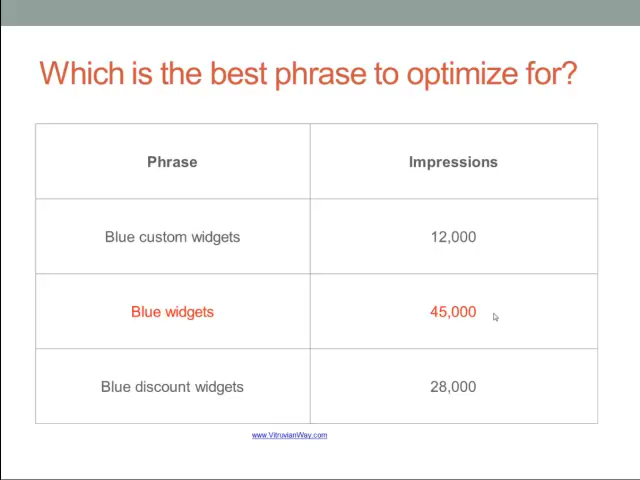 Which is the best phrase to optimize for?
Phrase Impressions
Blue custom widgets 12,000
Blue widgets 45,000
Blue discount widgets 28,000
www.VitruvianWay.com